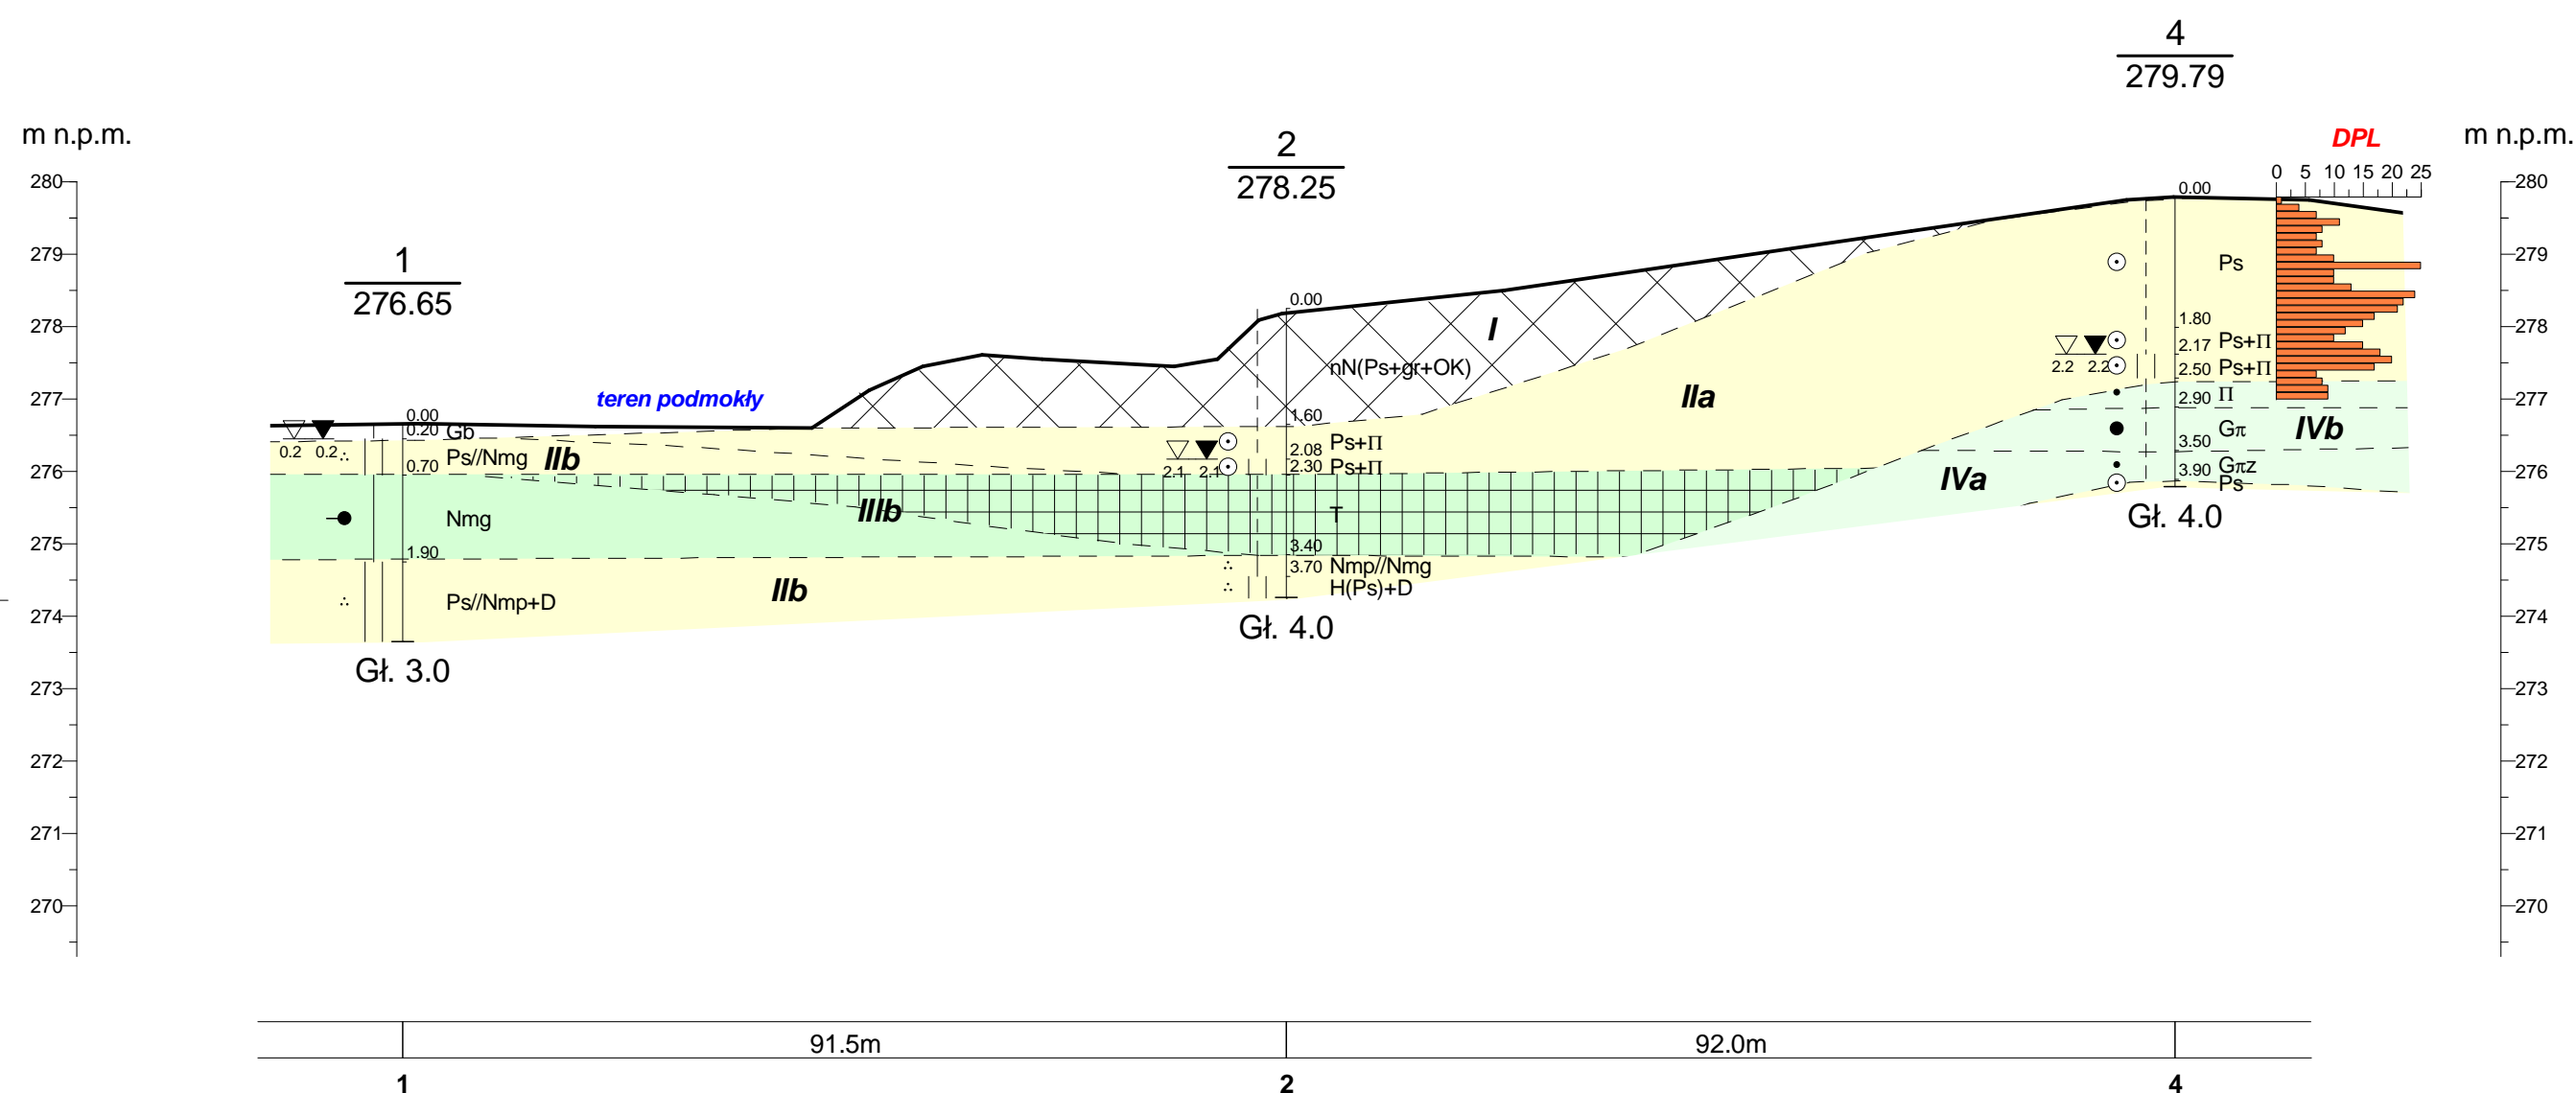 4
279.79
m n.p.m.
2
278.25
DPL
m n.p.m.
0 5 10 15 20 25
280
279
278
277
276
275
274
273
272
271
270
1
276.65
teren podmokły
0.00
0.20 Gb
0.2 0.2
Ps//Nmg
0.70
IIb
Nmg
1.90
Ps//Nmp+D
Gł. 3.0
IIIb
IIb
0.00
nN(Ps+gr+OK)
I
1.60
Ps+Π
2.08
2.1 2.1
2.30 Ps+Π
T
3.40
Nmp//Nmg
3.70
H(Ps)+D
Gł. 4.0
IIa
IVa
0.00
Ps
1.80
Ps+Π
2.17
2.2 2.2
Ps+Π
2.50
Π
2.90
Gπ
IVb
3.50
Gπz
3.90
Ps
Gł. 4.0
280
279
278
277
276
275
274
273
272
271
270
91.5m 92.0m
1 2 4